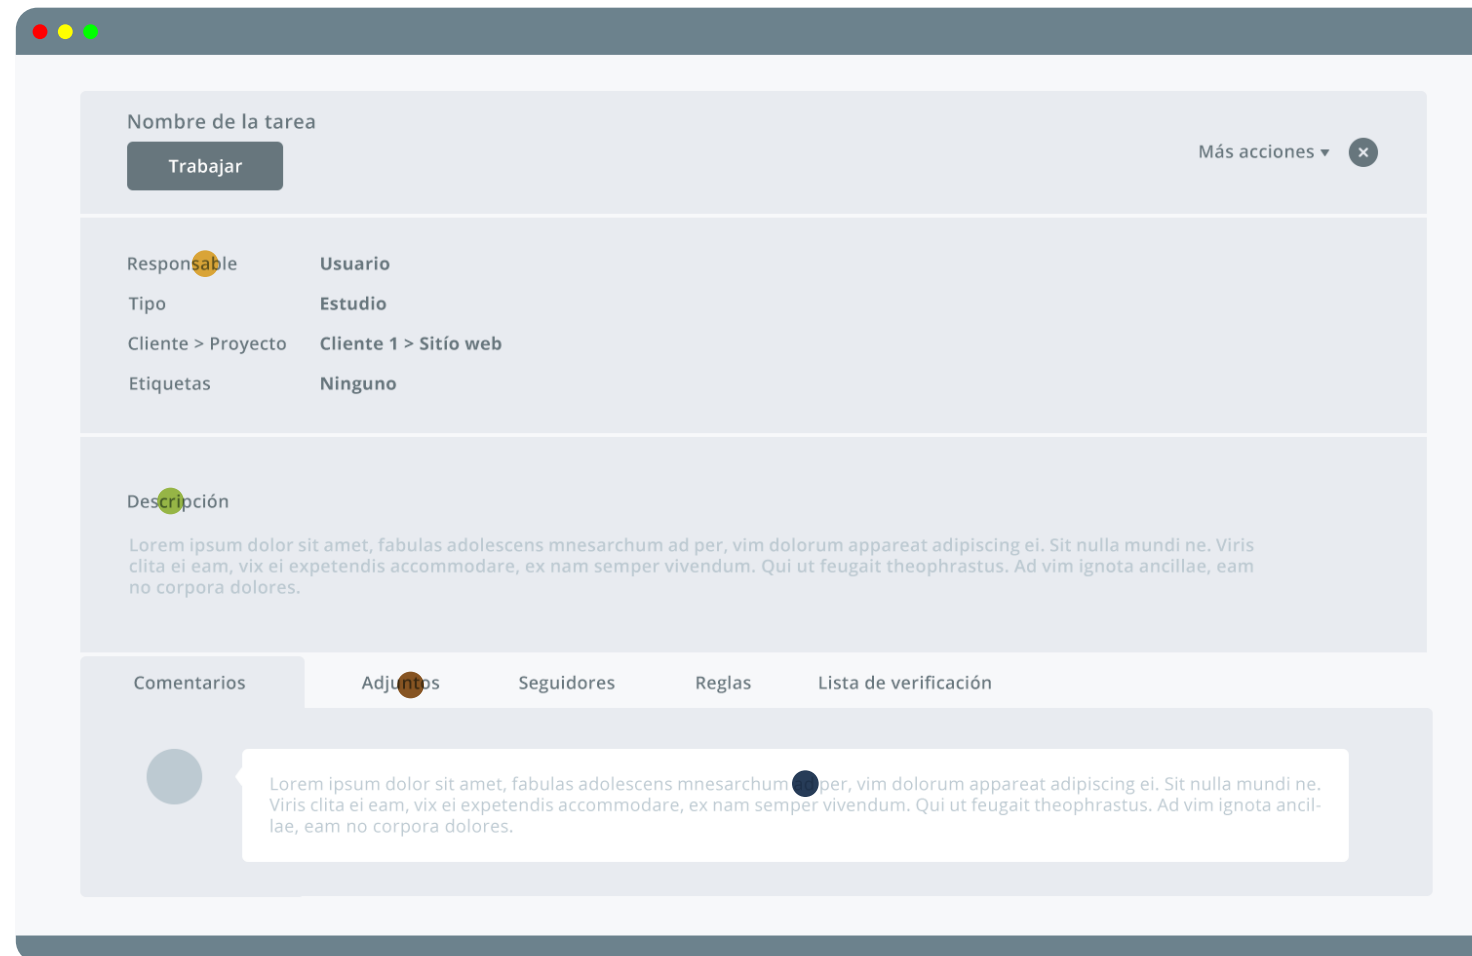 Nombre de la tarea
Trabajar
Más acciones
Responsable Usuario
Tipo Estudio
Cliente > Proyecto Cliente 1 > Sitío web
Etiquetas Ninguno
Descripción
Lorem ipsum dolor sit amet, fabulas adolescens mnesarchum ad per, vim dolorum appareat adipiscing ei. Sit nulla mundi ne. Viris
clita ei eam, vix ei expetendis accommodare, ex nam semper vivendum. Qui ut feugait theophrastus. Ad vim ignota ancillae, eam
no corpora dolores.
Comentarios Adjuntos Seguidores Reglas Lista de verificación
Lorem ipsum dolor sit amet, fabulas adolescens mnesarchum ad per, vim dolorum appareat adipiscing ei. Sit nulla mundi ne.
Viris clita ei eam, vix ei expetendis accommodare, ex nam semper vivendum. Qui ut feugait theophrastus. Ad vim ignota ancil-
lae, eam no corpora dolores.